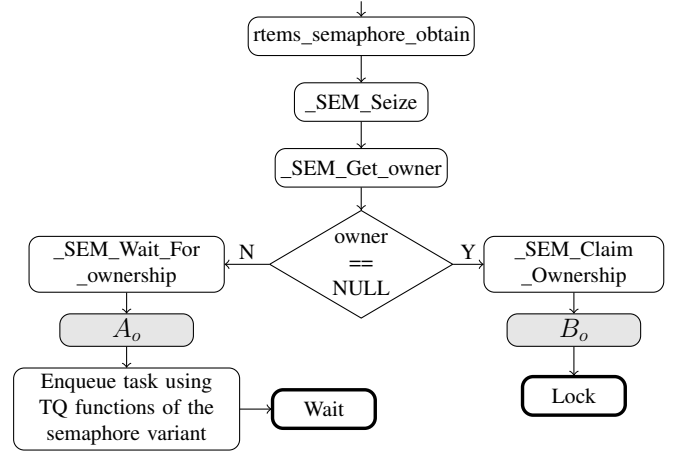 rtems_semaphore_obtain
_SEM_Seize
_SEM_Get_owner
owner
==
NULL
N
Y
_SEM_Wait_For
_ownership
_SEM_Claim
_Ownership
A_o
B_o
Enqueue task using
TQ functions of the
semaphore variant
Wait
Lock